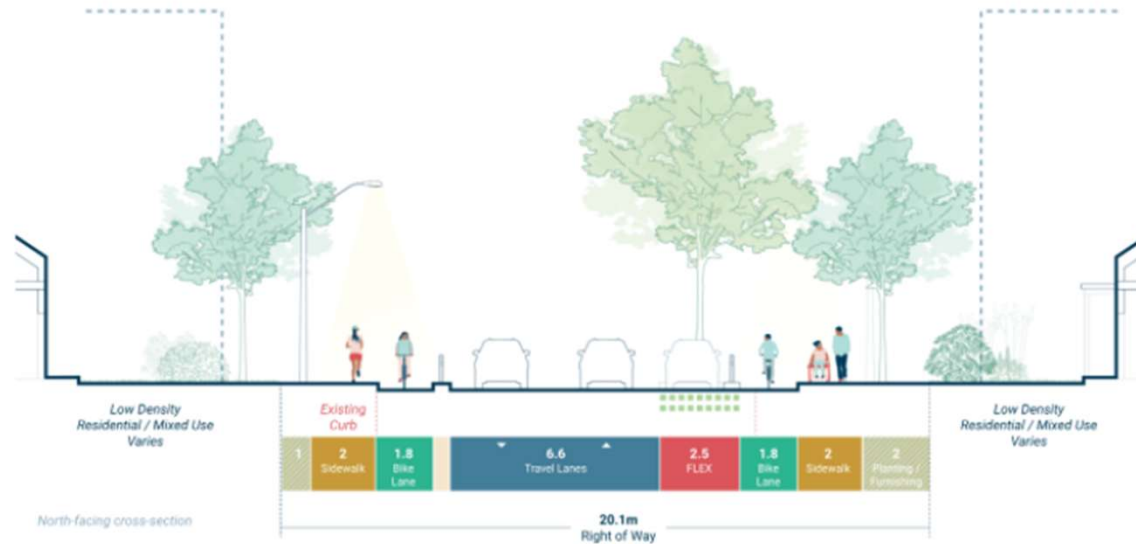 Low Density
Residential / Mixed Use
Varies
Existing
Curb
Low Density
Residential / Mixed Use
Varies
1
2
Sidewalk
1.8
Bike
Lane
6.6
Travel Lanes
2.5
FLEX
1.8
Bike
Lane
2
Sidewalk
2
Planting /
Furnishing
North-facing cross-section
20.1m
Right of Way